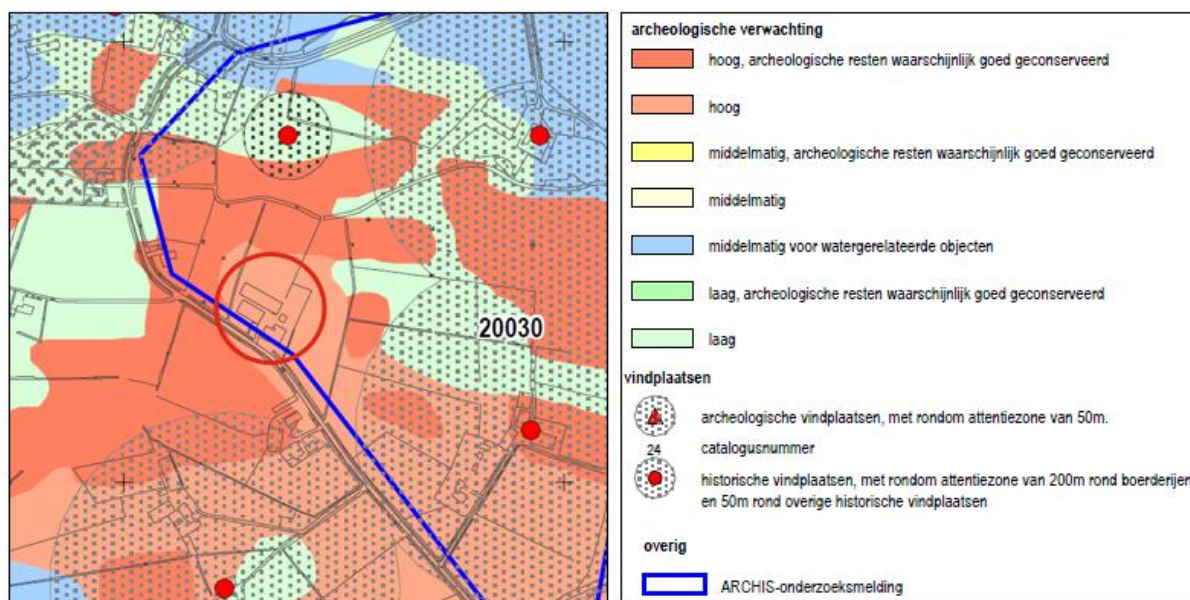 20030
archeologische verwachting
hoog, archeologische resten waarschijnlijk goed geconserveerd
hoog
middelmatig, archeologische resten waarschijnlijk goed geconserveerd
middelmatig
middelmatig voor watergerelateerde objecten
laag, archeologische resten waarschijnlijk goed geconserveerd
laag
vindplaatsen
archeologische vindplaatsen, met rondom attentiezone van 50m.
24 catalogusnummer
historische vindplaatsen, met rondom attentiezone van 200m rond boerderijen
en 50m rond overige historische vindplaatsen
overig
ARCHIS-onderzoeksmelding